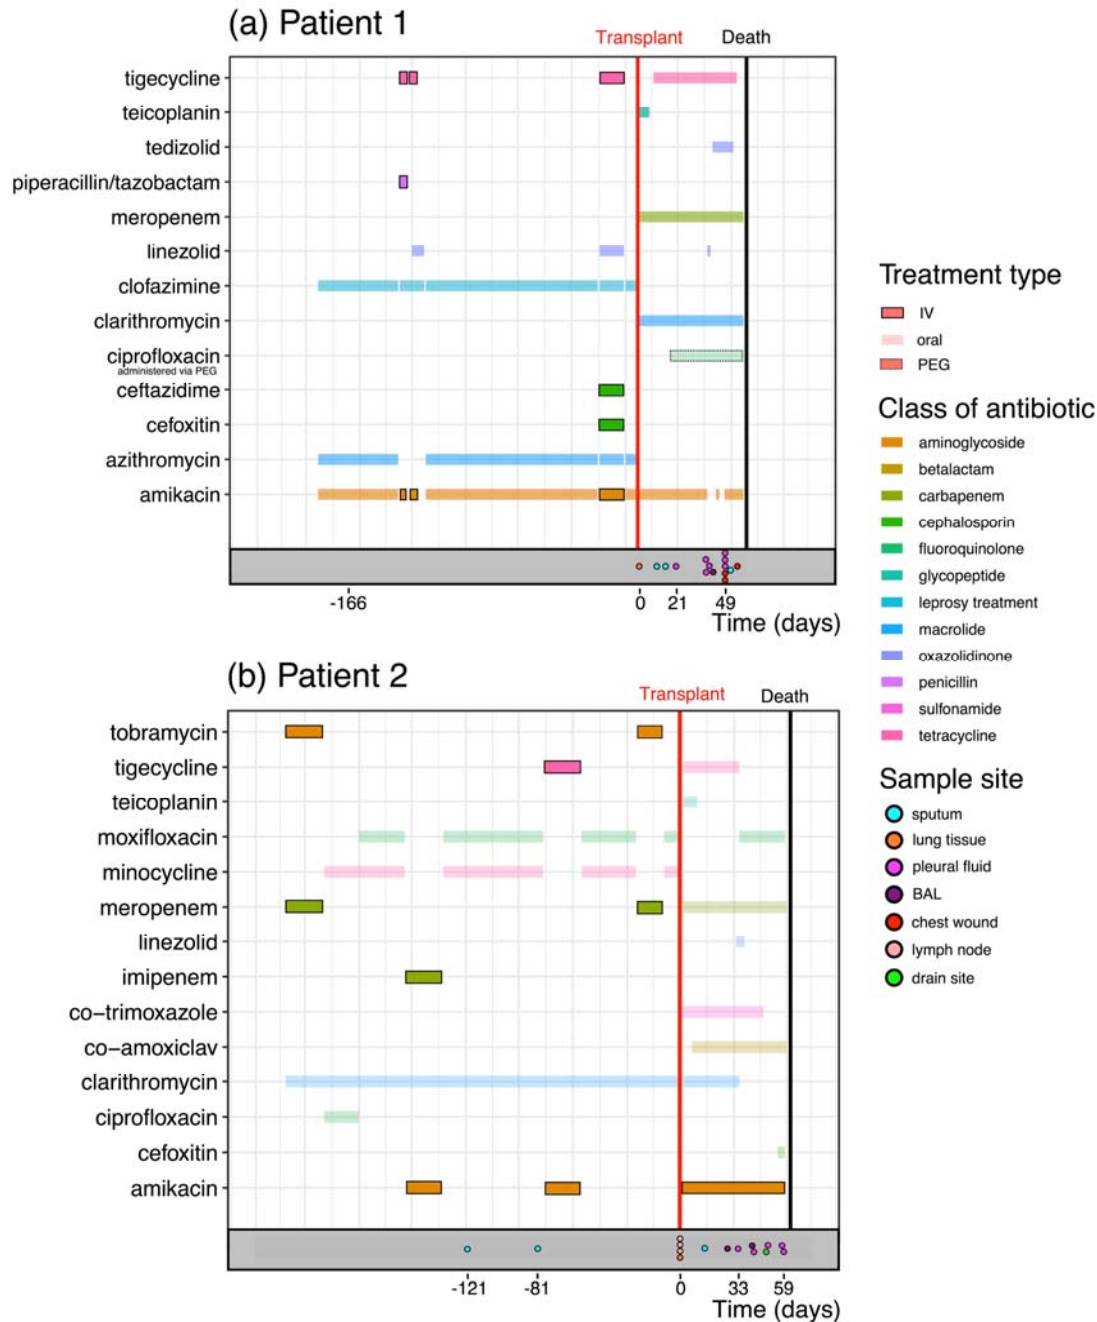 (a) Patient 1
Transplant
Death
tigecycline
teicoplanin
tedizolid
piperacillin/tazobactam
meropenem
linezolid
clofazimine
clarithromycin
ciprofloxacin
administered via PEG
ceftazidime
cefoxitin
azithromycin
amikacin
-166 0 21 49
Time (days)
(b) Patient 2
Transplant
Death
tobramycin
tigecycline
teicoplanin
moxifloxacin
minocycline
meropenem
linezolid
imipenem
co−trimoxazole
co−amoxiclav
clarithromycin
ciprofloxacin
cefoxitin
amikacin
-121 -81 0 33 59
Time (days)
Treatment type
IV
oral
PEG
Class of antibiotic
aminoglycoside
betalactam
carbapenem
cephalosporin
fluoroquinolone
glycopeptide
leprosy treatment
macrolide
oxazolidinone
penicillin
sulfonamide
tetracycline
Sample site
sputum
lung tissue
pleural fluid
BAL
chest wound
lymph node
drain site